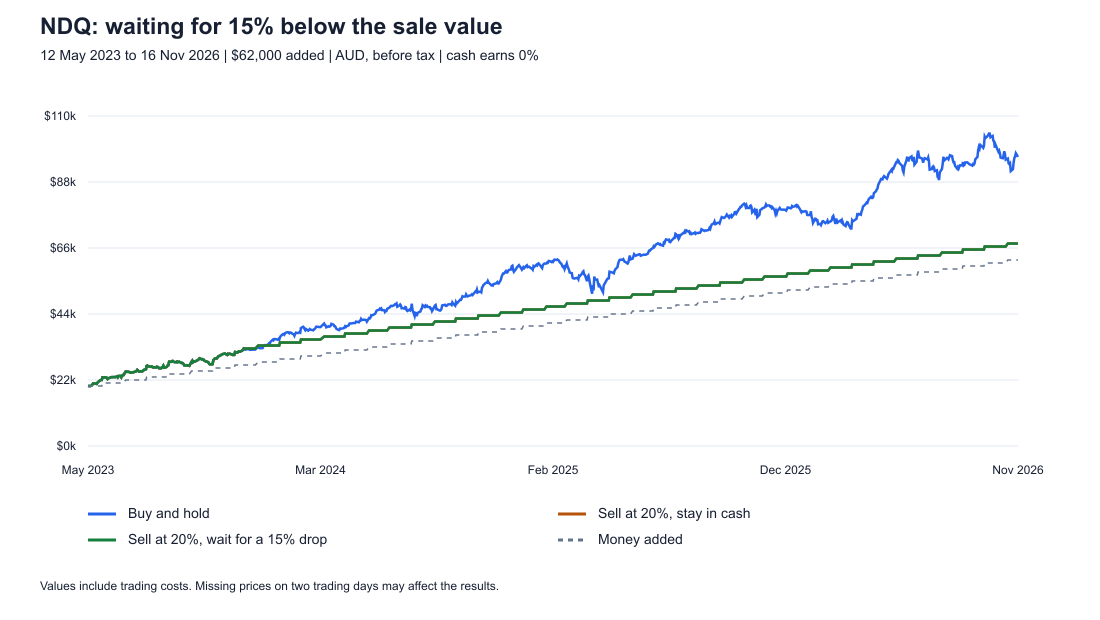 NDQ: waiting for 15% below the sale value
12 May 2023 to 16 Nov 2026 | $62,000 added | AUD, before tax | cash earns 0%
$110k
$88k
$66k
$44k
$22k
$0k
May 2023
Mar 2024
Feb 2025
Dec 2025
Nov 2026
Buy and hold
Sell at 20%, stay in cash
Sell at 20%, wait for a 15% drop
Money added
Values include trading costs. Missing prices on two trading days may affect the results.